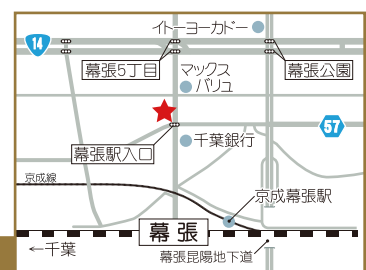 イトーヨーカドー
14
幕張5丁目
マックス
バリュ
幕張公園
57
千葉銀行
幕張駅入口
京成線
京成幕張駅
幕張
←千葉
幕張昆陽地下道